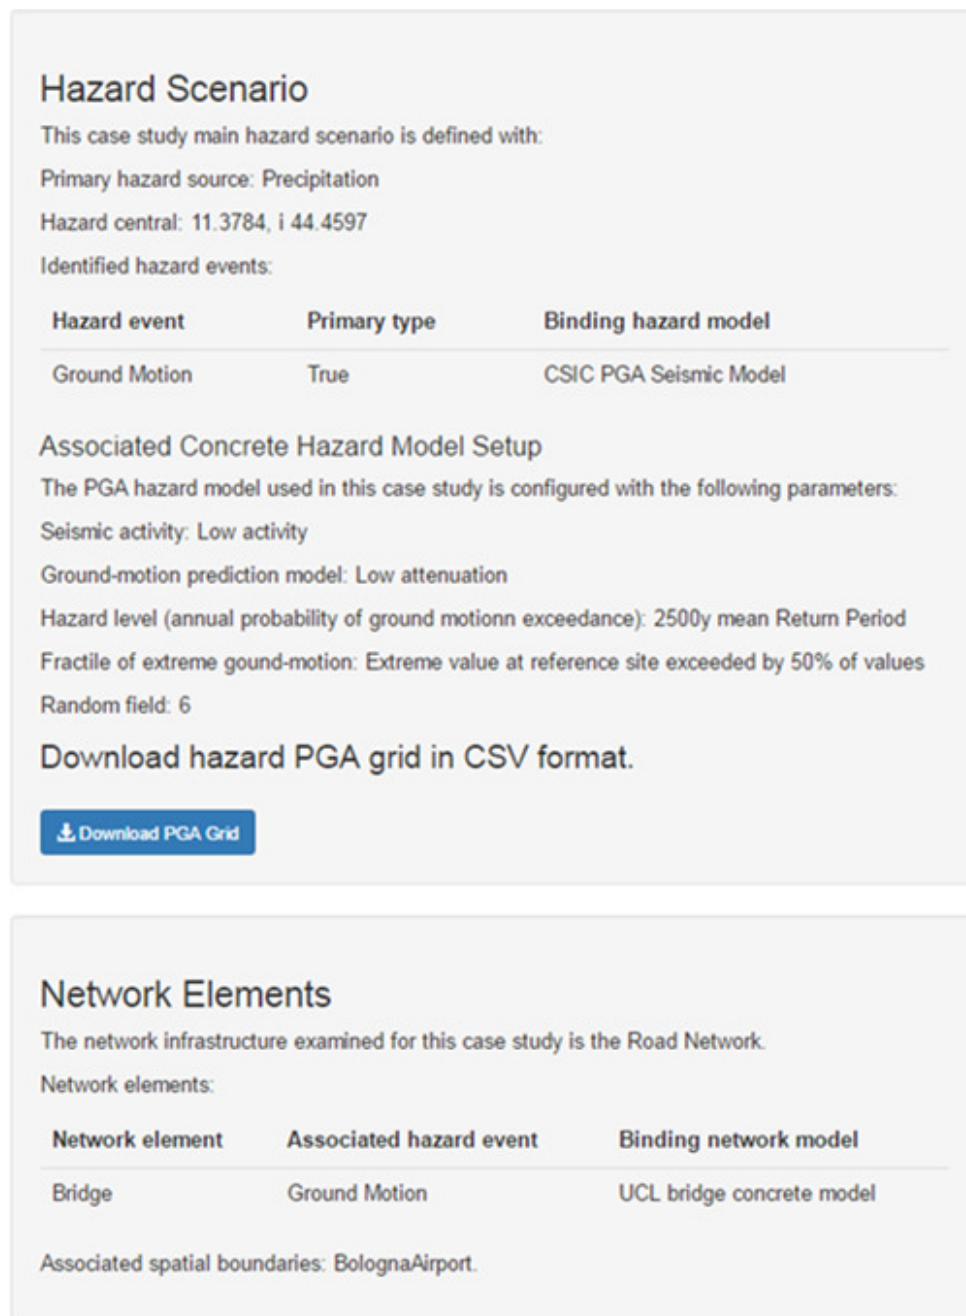 Hazard Scenario
This case study main hazard scenario is defined with:
Primary hazard source: Precipitation
Hazard central: 11.3784, i 44.4597
Identified hazard events:
Hazard event Primary type Binding hazard model
Ground Motion True CSIC PGA Seismic Model
Associated Concrete Hazard Model Setup
The PGA hazard model used in this case study is configured with the following parameters:
Seismic activity: Low activity
Ground-motion prediction model: Low attenuation
Hazard level (annual probability of ground motionn exceedance): 2500y mean Return Period
Fractile of extreme gound-motion: Extreme value at reference site exceeded by 50% of values
Random field: 6
Download hazard PGA grid in CSV format.
Download PGA Grid
Network Elements
The network infrastructure examined for this case study is the Road Network.
Network elements:
Network element Associated hazard event Binding network model
Bridge Ground Motion UCL bridge concrete model
Associated spatial boundaries: BolognaAirport.